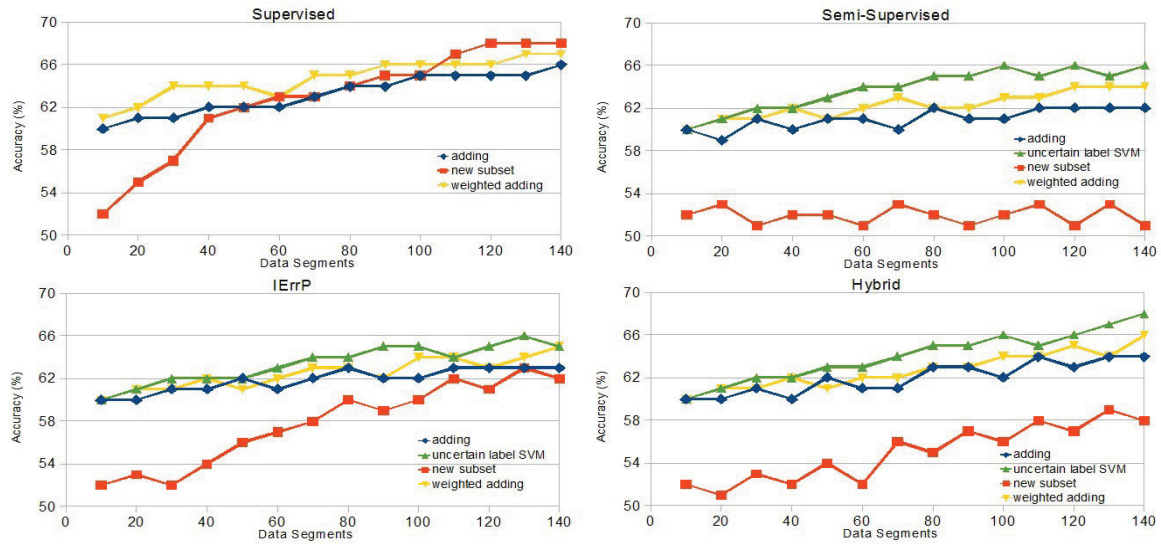 Supervised
70
66
62
58
54
50
Accuracy (%)
adding
new subset
weighted adding
0 20 40 60 80 100 120 140
Data Segments
Semi-Supervised
70
66
62
58
54
50
Accuracy (%)
adding
uncertain label SVM
new subset
weighted adding
0 20 40 60 80 100 120 140
Data Segments
IErrP
70
66
62
58
54
50
Accuracy (%)
adding
uncertain label SVM
new subset
weighted adding
0 20 40 60 80 100 120 140
Data Segments
Hybrid
70
66
62
58
54
50
Accuracy (%)
adding
uncertain label SVM
new subset
weighted adding
0 20 40 60 80 100 120 140
Data Segments